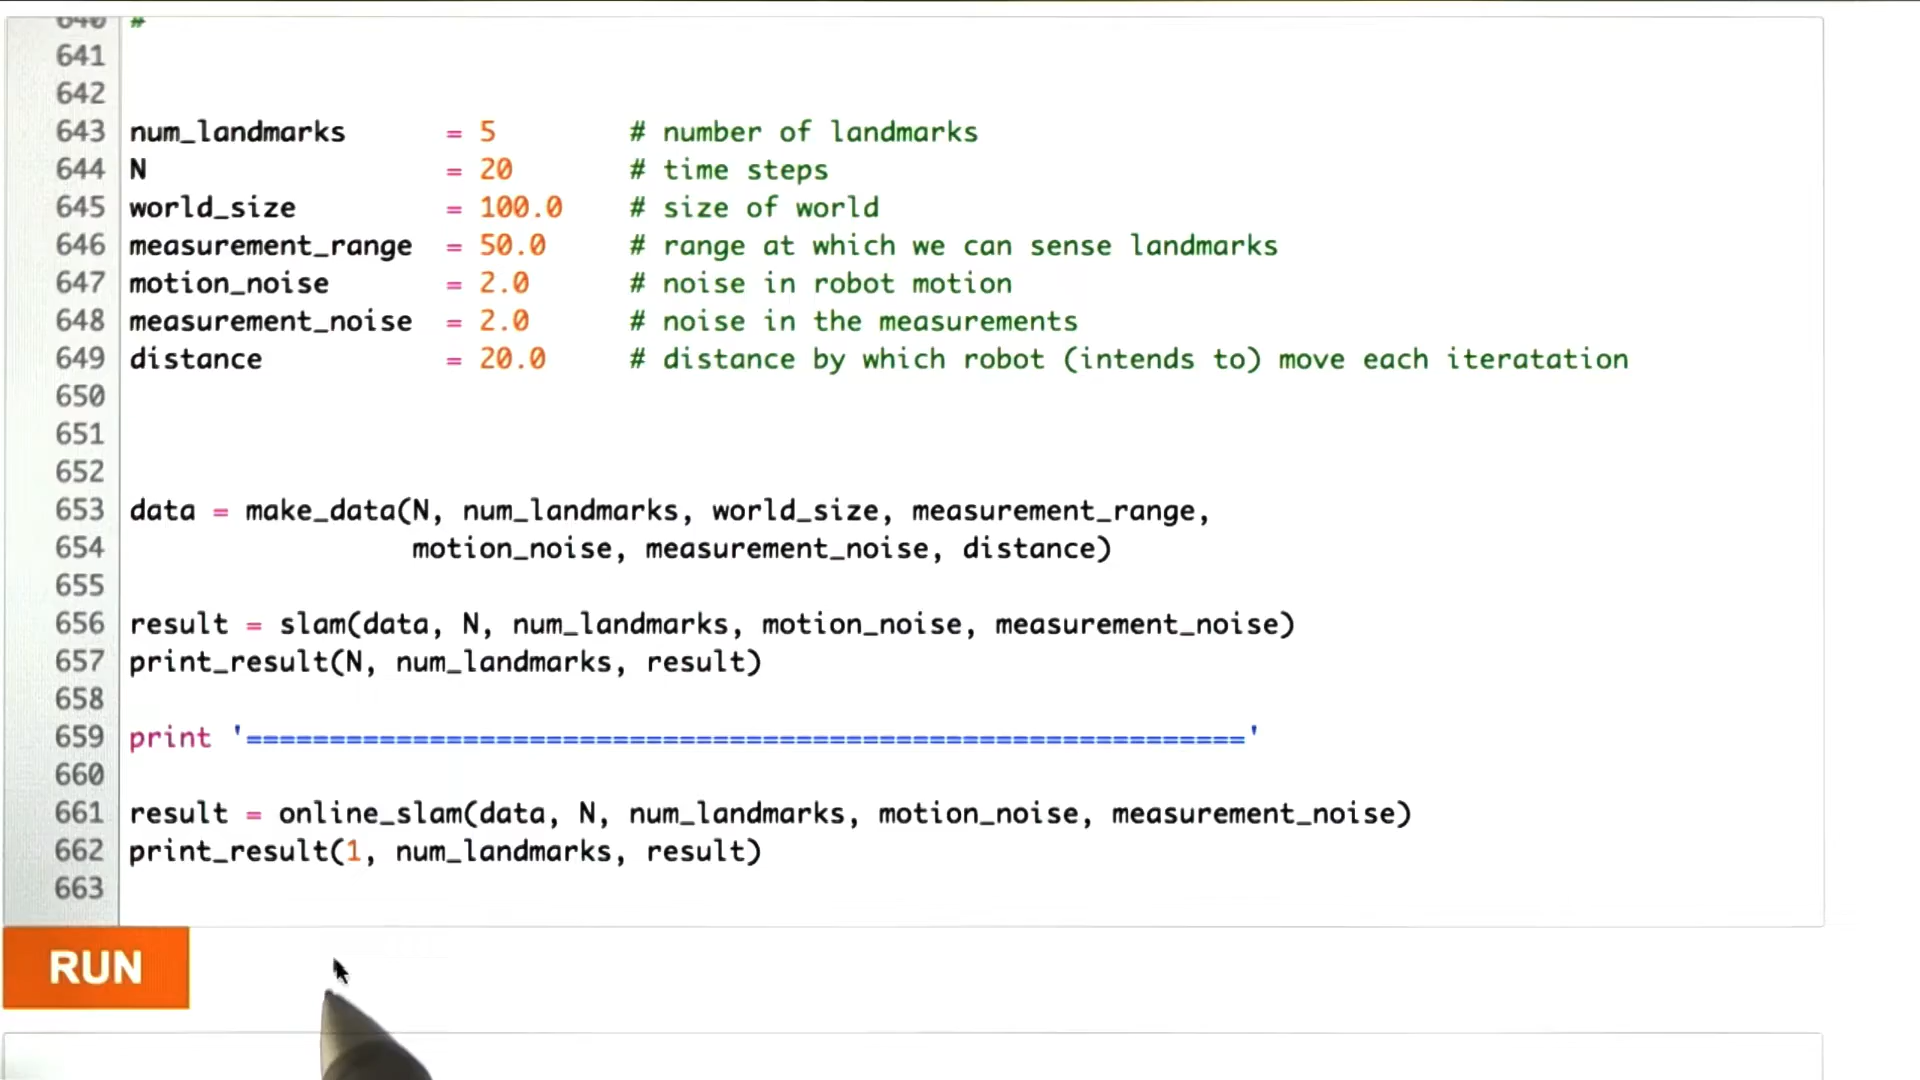 640 #
641
642
643 num_landmarks = 5 # number of landmarks
644 N = 20 # time steps
645 world_size = 100.0 # size of world
646 measurement_range = 50.0 # range at which we can sense landmarks
647 motion_noise = 2.0 # noise in robot motion
648 measurement_noise = 2.0 # noise in the measurements
649 distance = 20.0 # distance by which robot (intends to) move each iteratation
650
651
652
653 data = make_data(N, num_landmarks, world_size, measurement_range,
654 motion_noise, measurement_noise, distance)
655
656 result = slam(data, N, num_landmarks, motion_noise, measurement_noise)
657 print_result(N, num_landmarks, result)
658
659 print '============================================================'
660
661 result = online_slam(data, N, num_landmarks, motion_noise, measurement_noise)
662 print_result(1, num_landmarks, result)
663
RUN